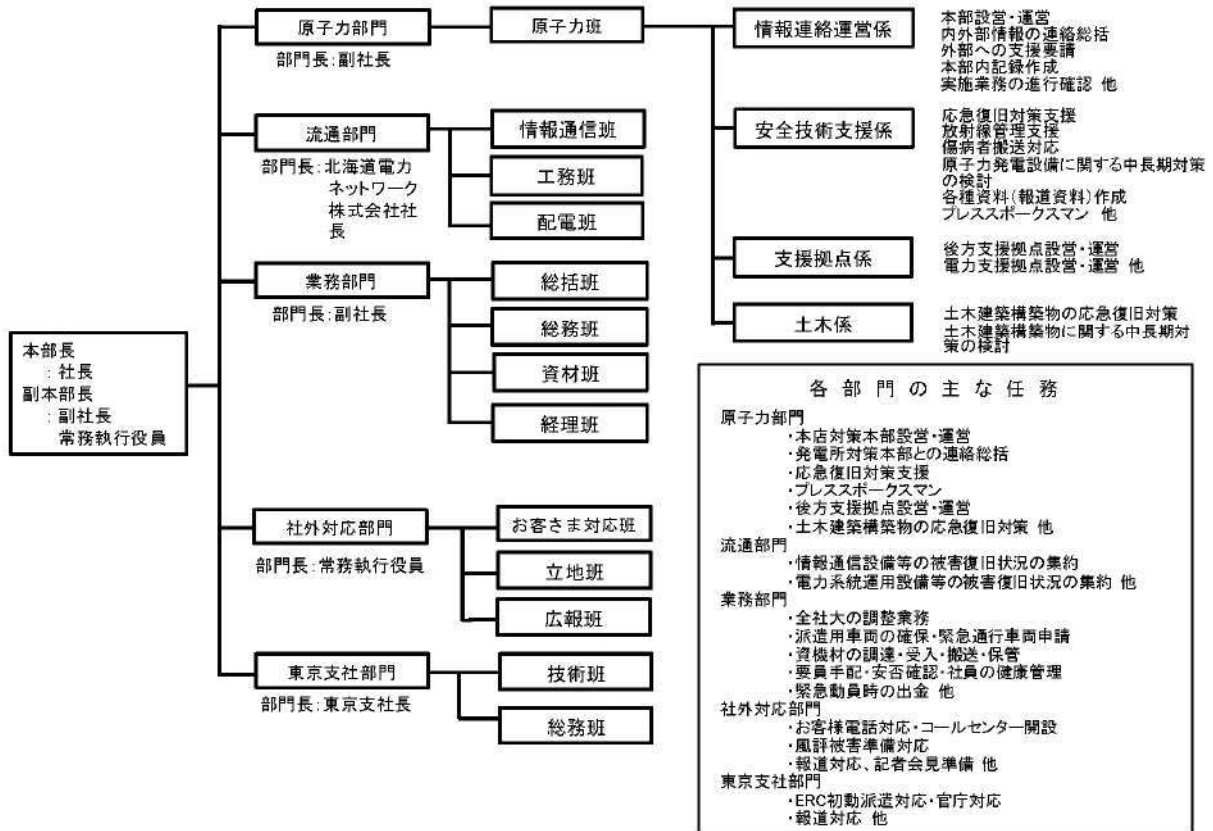 本部長
：社長
副本部長
：副社長
常務執行役員
原子力部門
部門長：副社長
原子力班
情報連絡運営係
本部設営・運営
内外部情報の連絡総括
外部への支援要請
本部内記録作成
実施業務の進行確認 他
安全技術支援係
応急復旧対策支援
放射線管理支援
傷病者搬送対応
原子力発電設備に関する中長期対策
の検討
各種資料（報道資料）作成
プレススポークスマン 他
支援拠点係
後方支援拠点設営・運営
電力支援拠点設営・運営 他
土木係
土木建築構築物の応急復旧対策
土木建築構築物に関する中長期対
策の検討
流通部門
部門長：北海道電力
ネットワーク
株式会社社
長
情報通信班
工務班
配電班
業務部門
部門長：副社長
総括班
総務班
資材班
経理班
社外対応部門
部門長：常務執行役員
お客さま対応班
立地班
広報班
東京支社部門
部門長：東京支社長
技術班
総務班
各部門の主な任務
原子力部門
・本店対策本部設営・運営
・発電所対策本部との連絡総括
・応急復旧対策支援
・プレススポークスマン
・後方支援拠点設営・運営
・土木建築構築物の応急復旧対策 他
流通部門
・情報通信設備等の被害復旧状況の集約
・電力系統運用設備等の被害復旧状況の集約 他
業務部門
・全社大の調整業務
・派遣用車両の確保・緊急通行車両申請
・資機材の調達・受入・搬送・保管
・要員手配・安否確認・社員の健康管理
・緊急動員時の出金 他
社外対応部門
・お客様電話対応・コールセンター開設
・風評被害準備対応
・報道対応、記者会見準備 他
東京支社部門
・ERC初動派遣対応・官庁対応
・報道対応 他